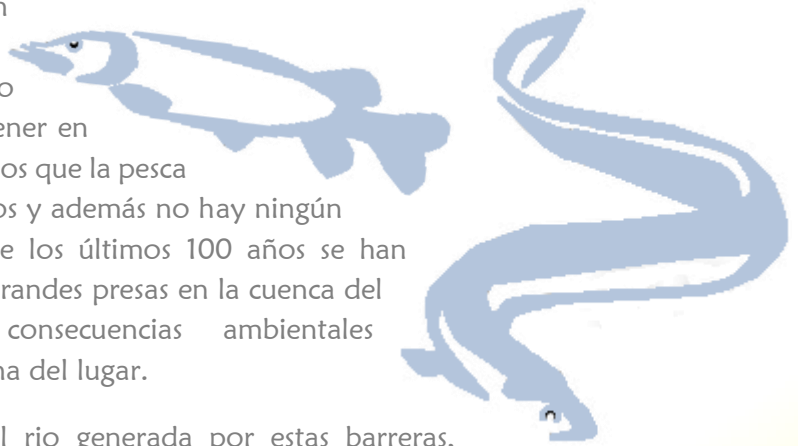 n
o
ener en
os que la pesca
os y además no hay ningún
e los últimos 100 años se han
randes presas en la cuenca del
consecuencias ambientales
na del lugar.
l rio generada por estas barreras,